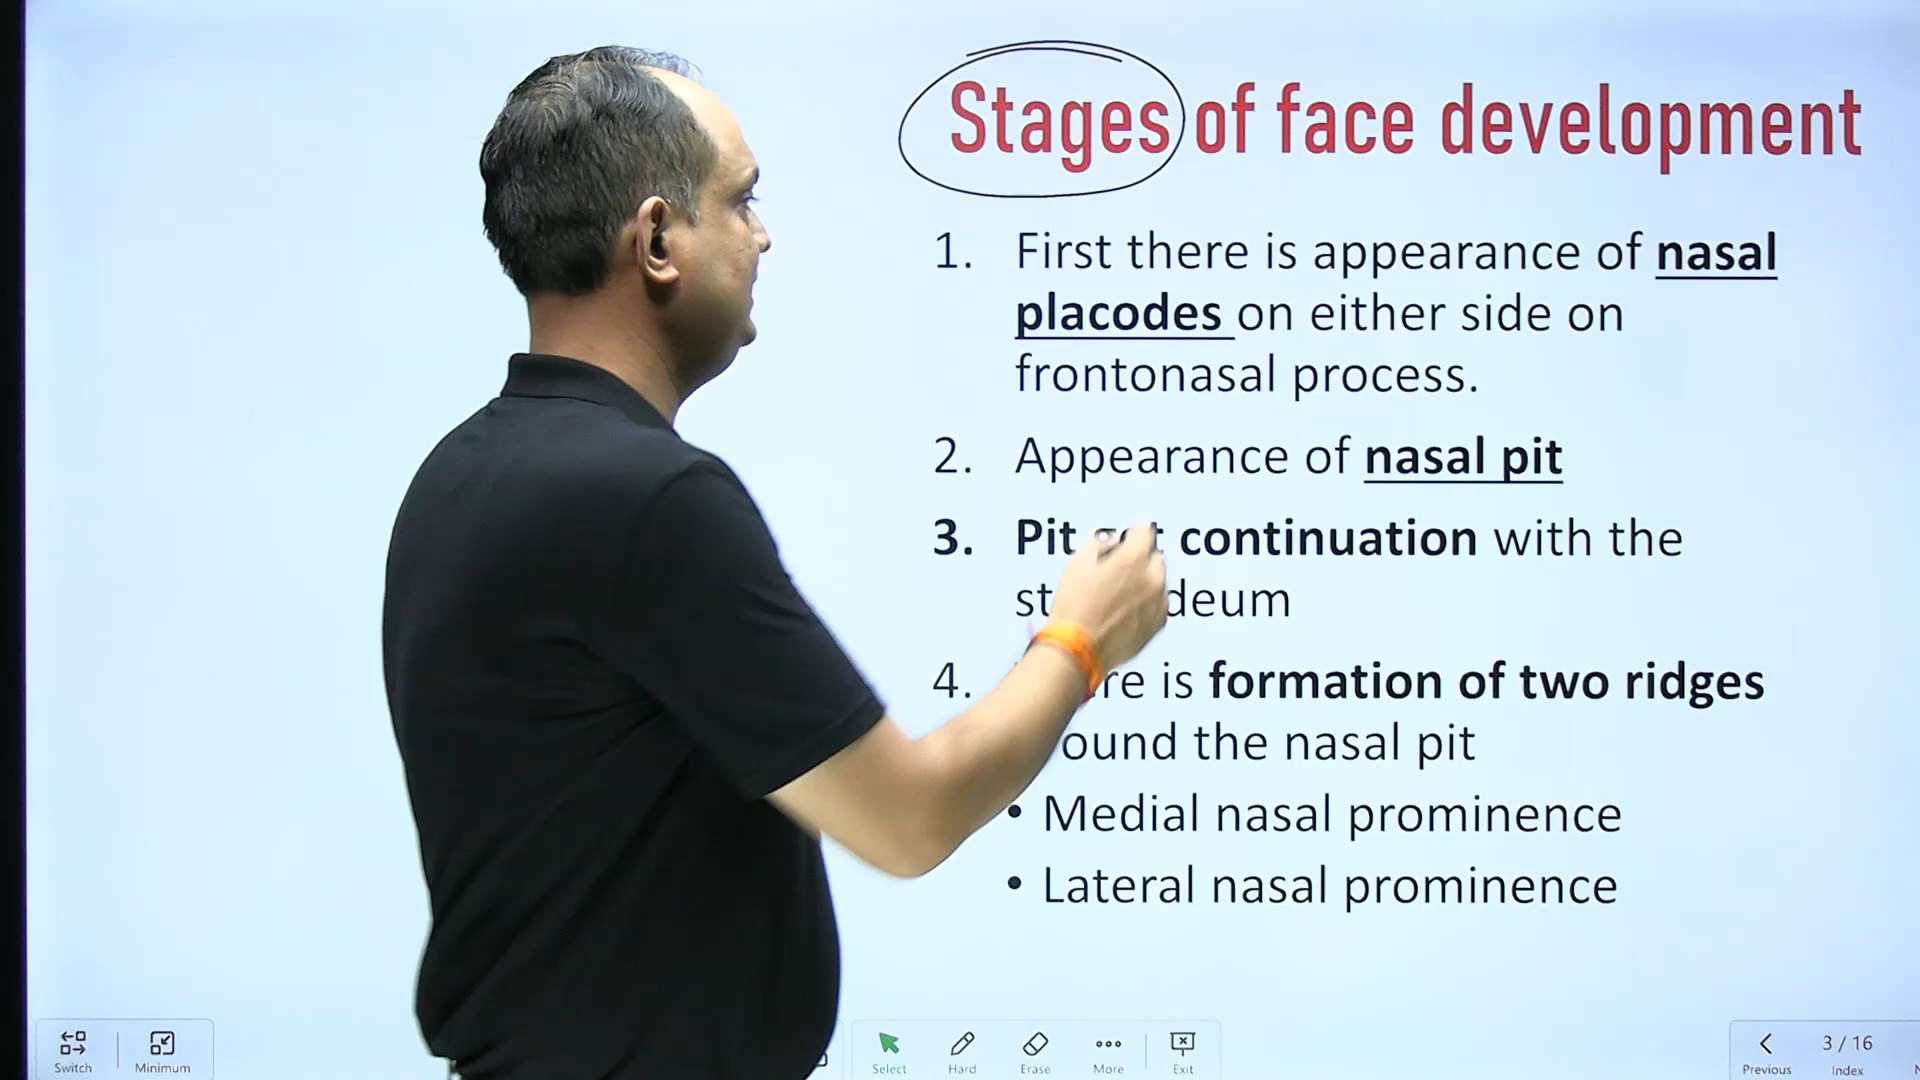 Stages of face development
1. First there is appearance of nasal
placodes on either side on
frontonasal process.
2. Appearance of nasal pit
3. Pit continuation with the
deum
4. is formation of two ridges
the nasal pit
• Medial nasal prominence
• Lateral nasal prominence
Switch Minimum Select Hard Erase More Exit Previous 3 / 16 Index